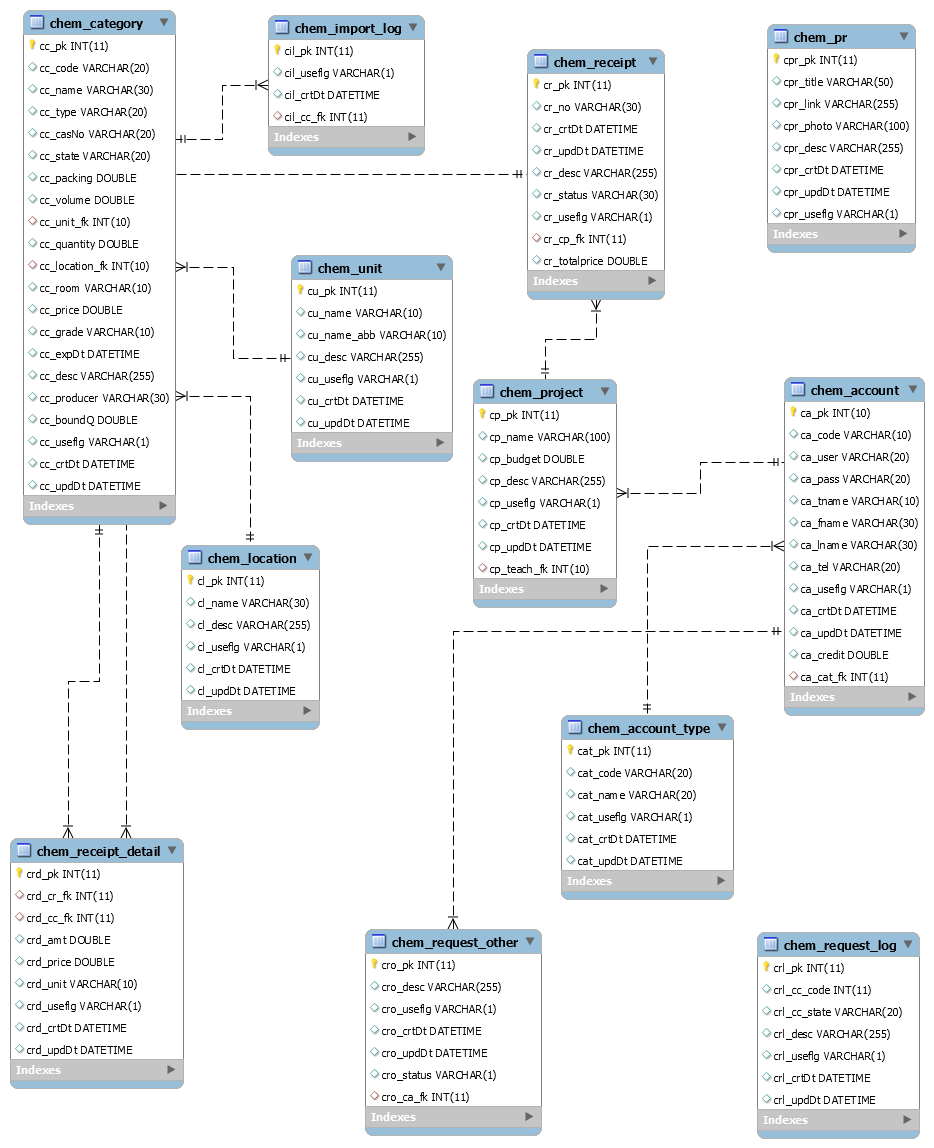 chem_category
cc_pk INT(11)
cc_code VARCHAR(20)
cc_name VARCHAR(30)
cc_type VARCHAR(20)
cc_casNo VARCHAR(20)
cc_state VARCHAR(20)
cc_packing DOUBLE
cc_volume DOUBLE
cc_unit_fk INT(10)
cc_quantity DOUBLE
cc_location_fk INT(10)
cc_room VARCHAR(10)
cc_price DOUBLE
cc_grade VARCHAR(10)
cc_expDt DATETIME
cc_desc VARCHAR(255)
cc_producer VARCHAR(30)
cc_boundQ DOUBLE
cc_useflg VARCHAR(1)
cc_crtDt DATETIME
cc_updDt DATETIME
Indexes
chem_import_log
cil_pk INT(11)
cil_useflg VARCHAR(1)
cil_crtDt DATETIME
cil_cc_fk INT(11)
Indexes
chem_receipt
cr_pk INT(11)
cr_no VARCHAR(30)
cr_crtDt DATETIME
cr_updDt DATETIME
cr_desc VARCHAR(255)
cr_status VARCHAR(30)
cr_useflg VARCHAR(1)
cr_cp_fk INT(11)
cr_totalprice DOUBLE
Indexes
chem_pr
cpr_pk INT(11)
cpr_title VARCHAR(50)
cpr_link VARCHAR(255)
cpr_photo VARCHAR(100)
cpr_desc VARCHAR(255)
cpr_crtDt DATETIME
cpr_updDt DATETIME
cpr_useflg VARCHAR(1)
Indexes
chem_unit
cu_pk INT(11)
cu_name VARCHAR(10)
cu_name_abb VARCHAR(10)
cu_desc VARCHAR(255)
cu_useflg VARCHAR(1)
cu_crtDt DATETIME
cu_updDt DATETIME
Indexes
chem_project
cp_pk INT(11)
cp_name VARCHAR(100)
cp_budget DOUBLE
cp_desc VARCHAR(255)
cp_useflg VARCHAR(1)
cp_crtDt DATETIME
cp_updDt DATETIME
cp_teach_fk INT(10)
Indexes
chem_account
ca_pk INT(10)
ca_code VARCHAR(10)
ca_user VARCHAR(20)
ca_pass VARCHAR(20)
ca_tname VARCHAR(10)
ca_fname VARCHAR(30)
ca_lname VARCHAR(30)
ca_tel VARCHAR(20)
ca_useflg VARCHAR(1)
ca_crtDt DATETIME
ca_updDt DATETIME
ca_credit DOUBLE
ca_cat_fk INT(11)
Indexes
chem_location
cl_pk INT(11)
cl_name VARCHAR(30)
cl_desc VARCHAR(255)
cl_useflg VARCHAR(1)
cl_crtDt DATETIME
cl_updDt DATETIME
Indexes
chem_account_type
cat_pk INT(11)
cat_code VARCHAR(20)
cat_name VARCHAR(20)
cat_useflg VARCHAR(1)
cat_crtDt DATETIME
cat_updDt DATETIME
Indexes
chem_receipt_detail
crd_pk INT(11)
crd_cr_fk INT(11)
crd_cc_fk INT(11)
crd_amt DOUBLE
crd_price DOUBLE
crd_unit VARCHAR(10)
crd_useflg VARCHAR(1)
crd_crtDt DATETIME
crd_updDt DATETIME
Indexes
chem_request_other
cro_pk INT(11)
cro_desc VARCHAR(255)
cro_useflg VARCHAR(1)
cro_crtDt DATETIME
cro_updDt DATETIME
cro_status VARCHAR(1)
cro_ca_fk INT(11)
Indexes
chem_request_log
crl_pk INT(11)
crl_cc_code INT(11)
crl_cc_state VARCHAR(20)
crl_desc VARCHAR(255)
crl_useflg VARCHAR(1)
crl_crtDt DATETIME
crl_updDt DATETIME
Indexes